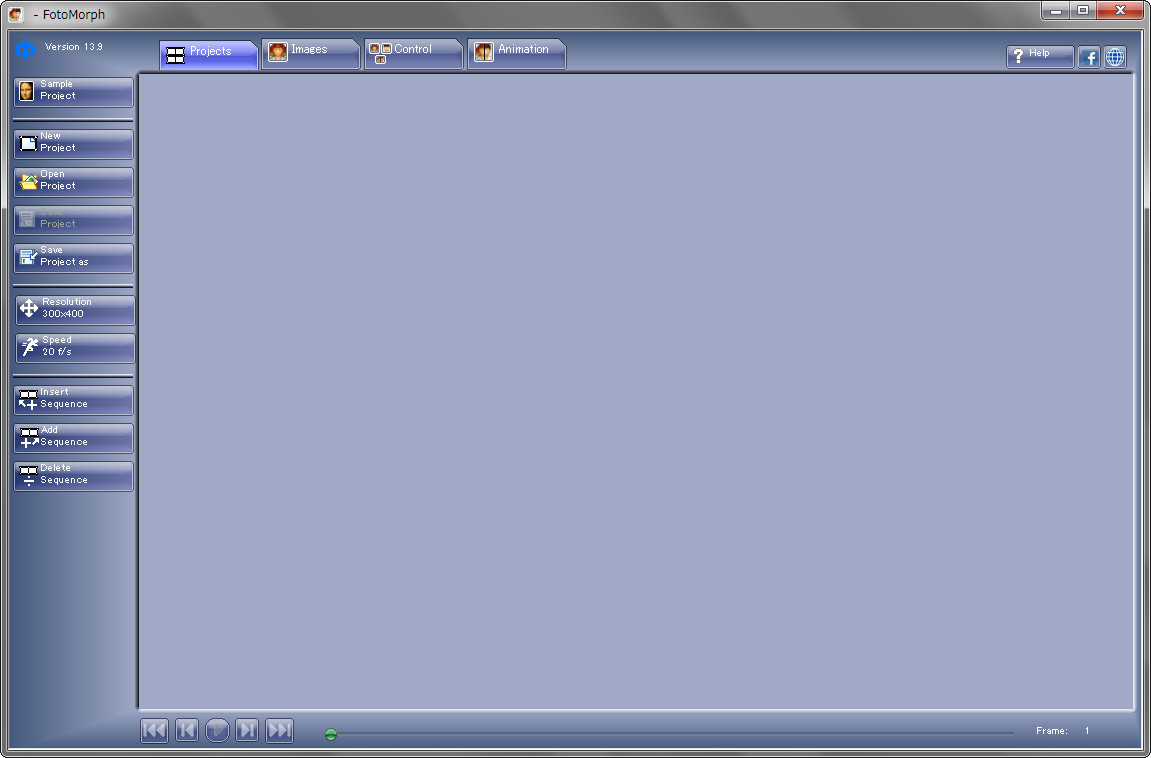 - FotoMorph
Version 13.9
Projects
Images
Control
Animation
Help
Sample
Project
New
Project
Open
Project
Save
Project
Save
Project as
Resolution
300x400
Speed
20 f/s
Insert
Sequence
Add
Sequence
Delete
Sequence
Frame: 1